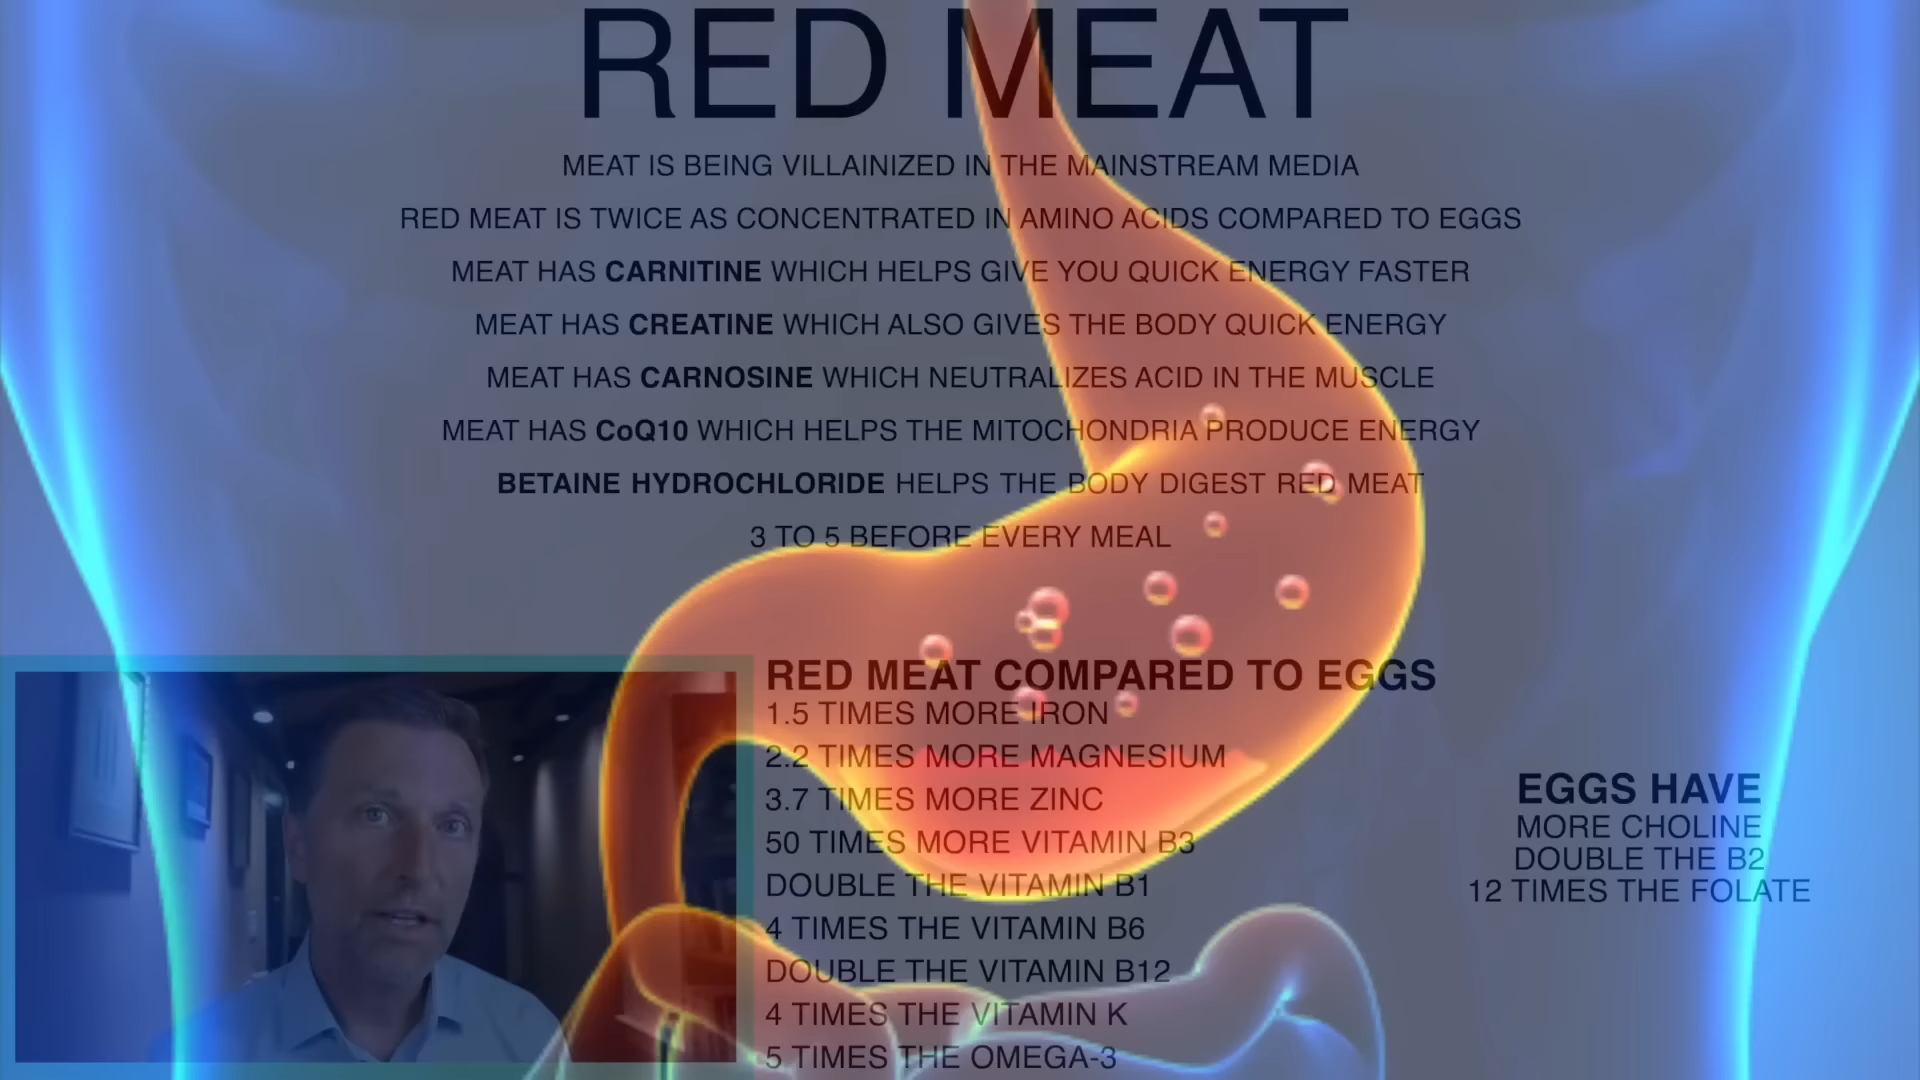 RED MEAT
MEAT IS BEING VILLAINIZED IN THE MAINSTREAM MEDIA
RED MEAT IS TWICE AS CONCENTRATED IN AMINO ACIDS COMPARED TO EGGS
MEAT HAS CARNITINE WHICH HELPS GIVE YOU QUICK ENERGY FASTER
MEAT HAS CREATINE WHICH ALSO GIVES THE BODY QUICK ENERGY
MEAT HAS CARNOSINE WHICH NEUTRALIZES ACID IN THE MUSCLE
MEAT HAS CoQ10 WHICH HELPS THE MITOCHONDRIA PRODUCE ENERGY
BETAINE HYDROCHLORIDE HELPS THE BODY DIGEST RED MEAT
3 TO 5 BEFORE EVERY MEAL
RED MEAT COMPARED TO EGGS
1.5 TIMES MORE IRON
2.2 TIMES MORE MAGNESIUM
3.7 TIMES MORE ZINC
50 TIMES MORE VITAMIN B3
DOUBLE THE VITAMIN B1
4 TIMES THE VITAMIN B6
DOUBLE THE VITAMIN B12
4 TIMES THE VITAMIN K
5 TIMES THE OMEGA-3
EGGS HAVE
MORE CHOLINE
DOUBLE THE B2
12 TIMES THE FOLATE